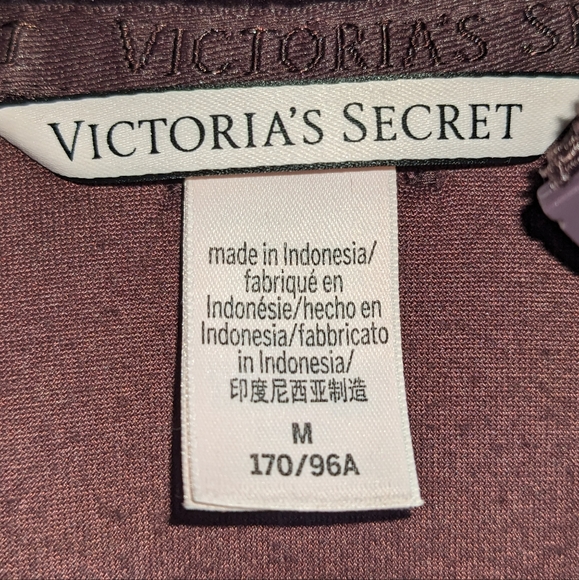 VICTORIA'S
VICTORIA'S SECRET
made in Indonesia/
fabriqué en
Indonésie/hecho en
Indonesia/fabbricato
in Indonesia/
印度尼西亚制造
M
170/96A